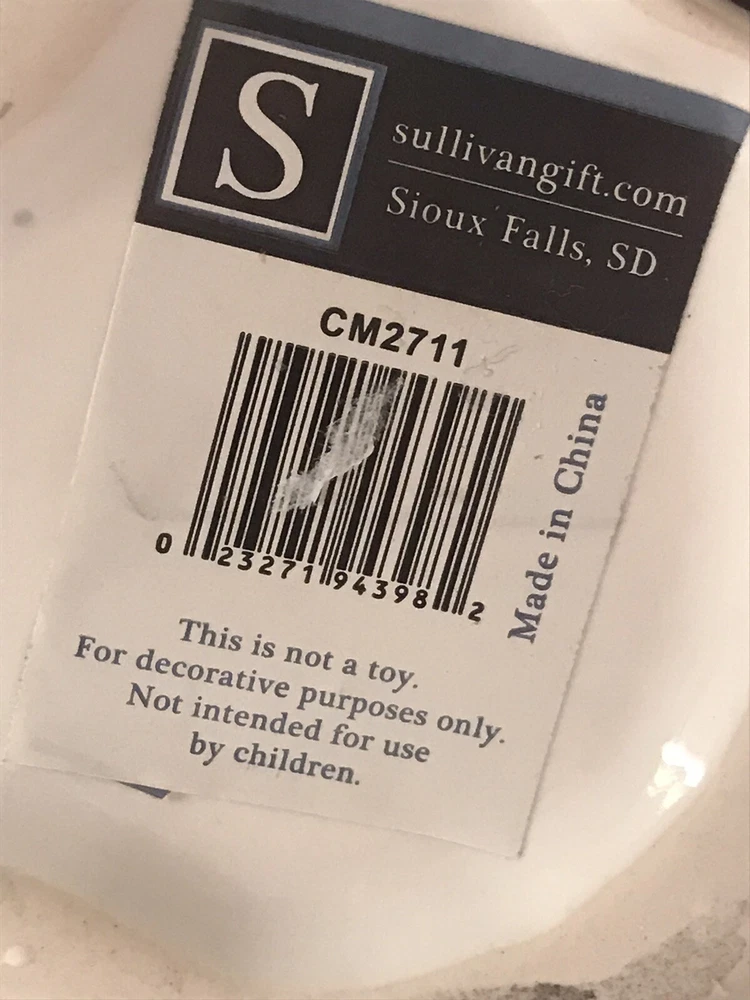 S
sullivangift.com
Sioux Falls, SD
CM2711
0 23271 94398 2
Made in China
This is not a toy.
For decorative purposes only.
Not intended for use
by children.